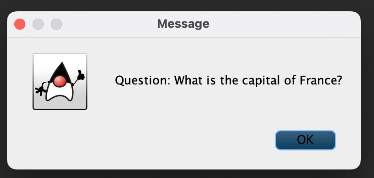 Message
Question: What is the capital of France?
OK